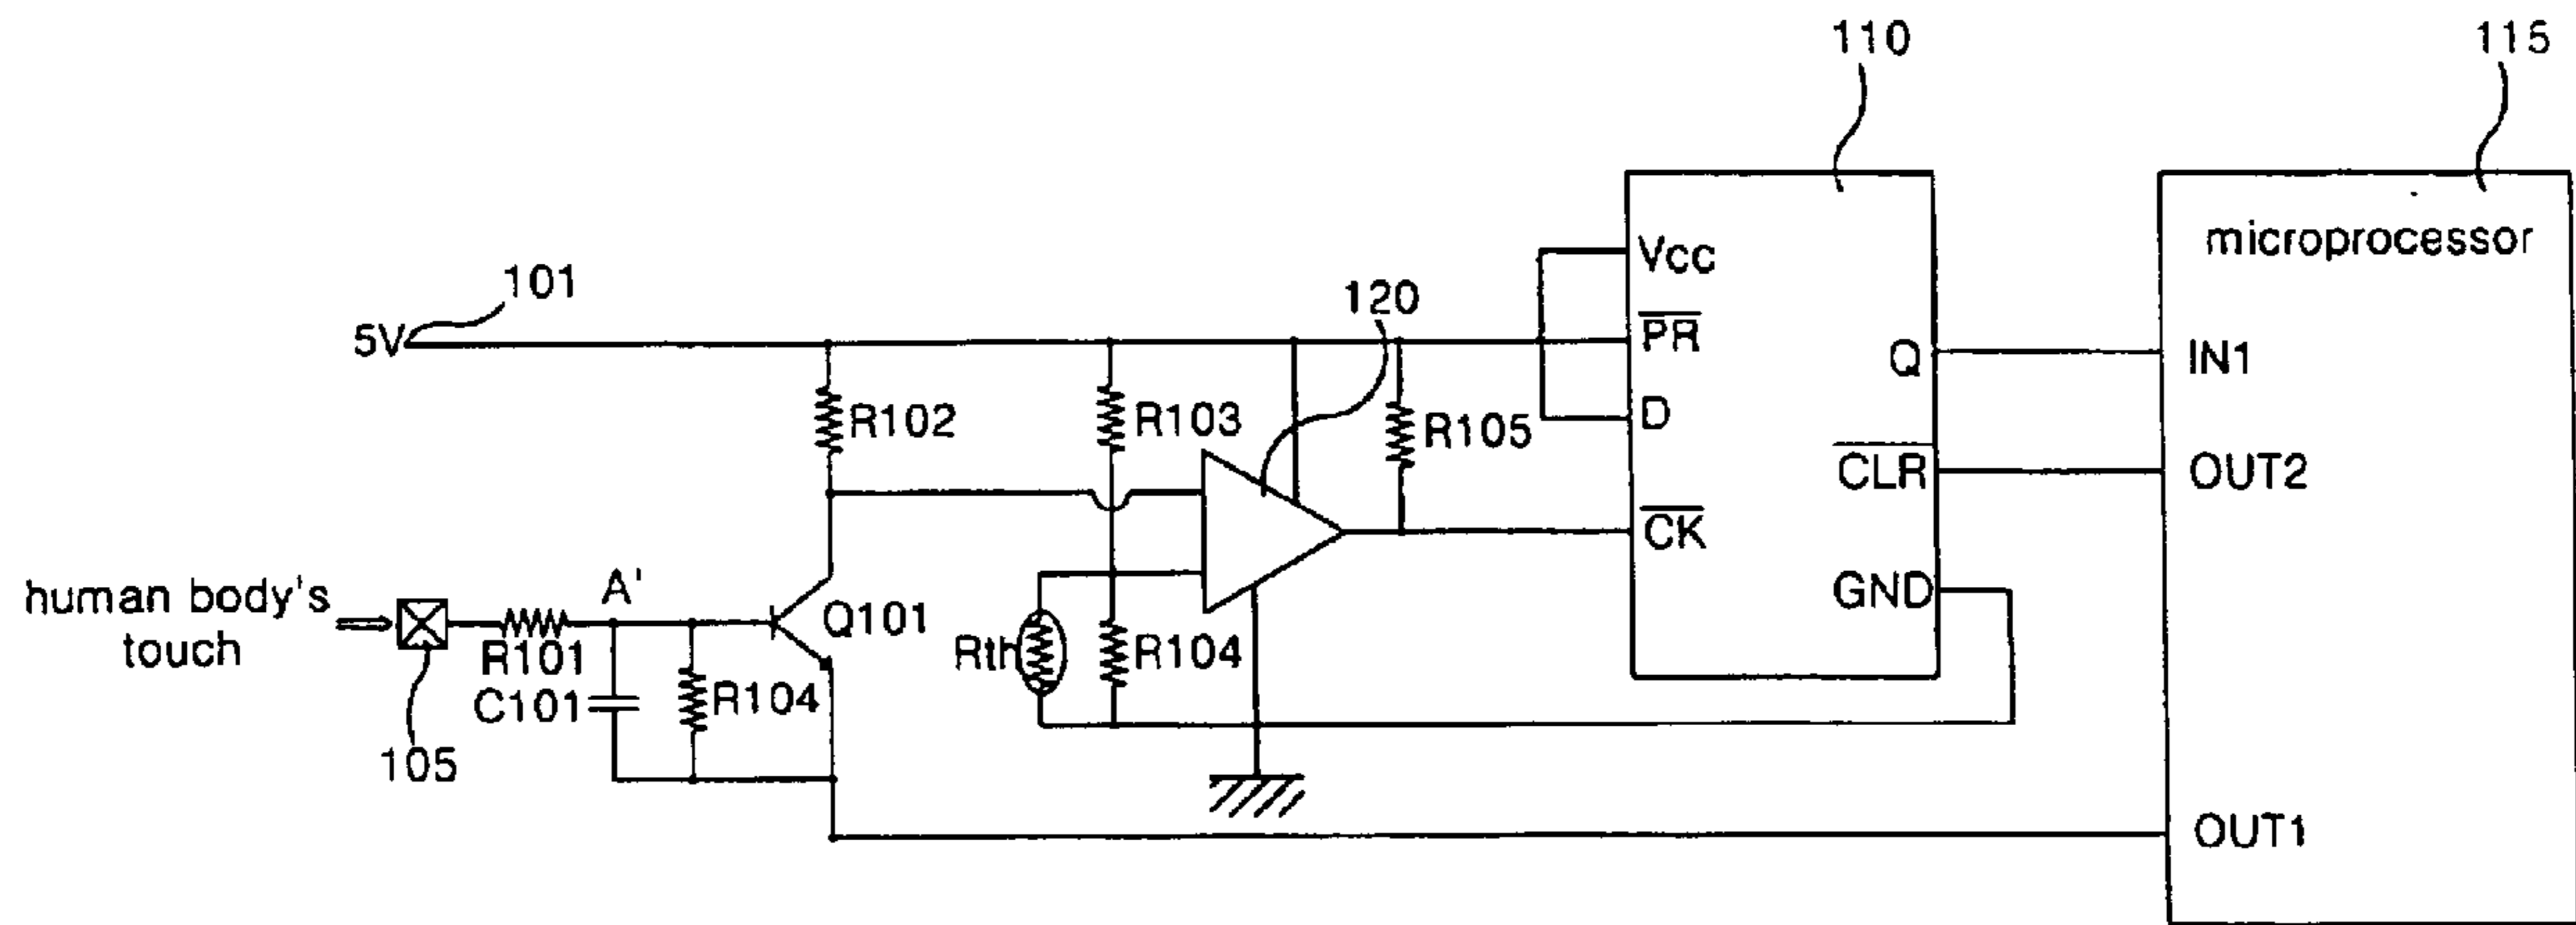 110
115
microprocessor
101
5V
120
Vcc
PR
D
CK
Q
CLR
GND
IN1
OUT2
OUT1
R102
R103
R105
human body's
touch
A'
Q101
R101
C101
R104
Rth
R104
105